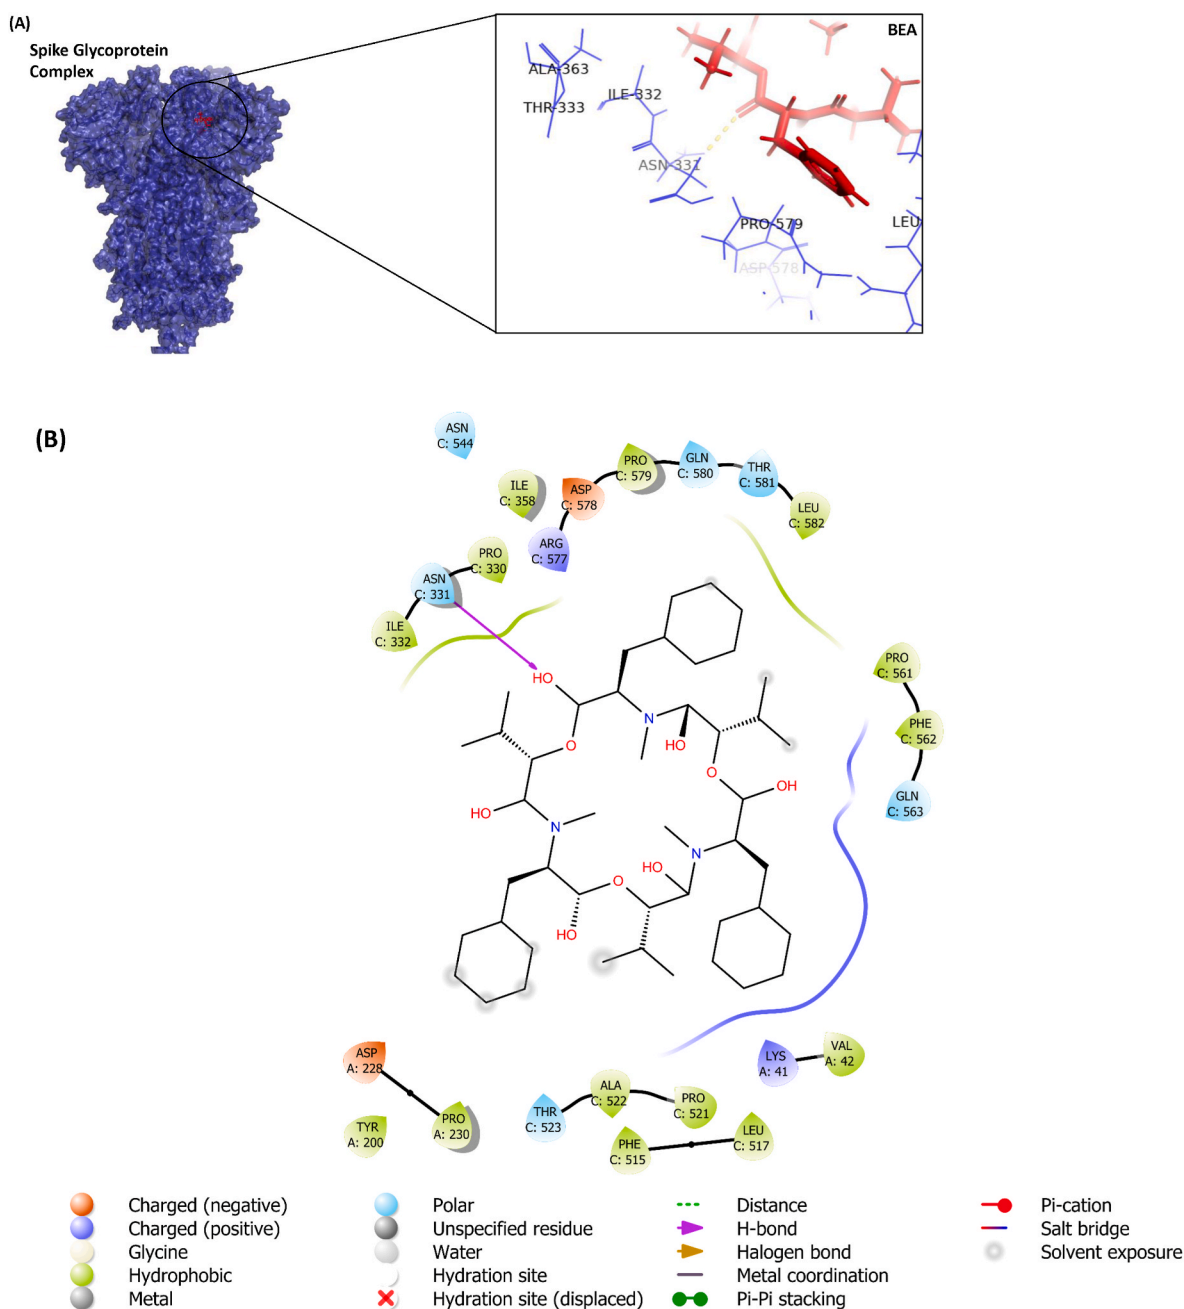 (A)
Spike Glycoprotein
Complex
BEA
ALA-363
THR-333
ILE-332
ASN-331
PRO-579
LEU
ASP-578
(B)
ASN
C: 544
ILE
C: 358
ASP
C: 578
PRO
C: 579
GLN
C: 580
THR
C: 581
LEU
C: 582
ARG
C: 577
PRO
C: 330
ASN
C: 331
ILE
C: 332
PRO
C: 561
PHE
C: 562
GLN
C: 563
HO
N
HO
O
O
OH
HO
N
N
HO
O
HO
ASP
A: 228
TYR
A: 200
PRO
A: 230
THR
C: 523
ALA
C: 522
PRO
C: 521
PHE
C: 515
LEU
C: 517
LYS
A: 41
VAL
A: 42
Charged (negative)
Charged (positive)
Glycine
Hydrophobic
Metal
Polar
Unspecified residue
Water
Hydration site
Hydration site (displaced)
Distance
H-bond
Halogen bond
Metal coordination
Pi-Pi stacking
Pi-cation
Salt bridge
Solvent exposure